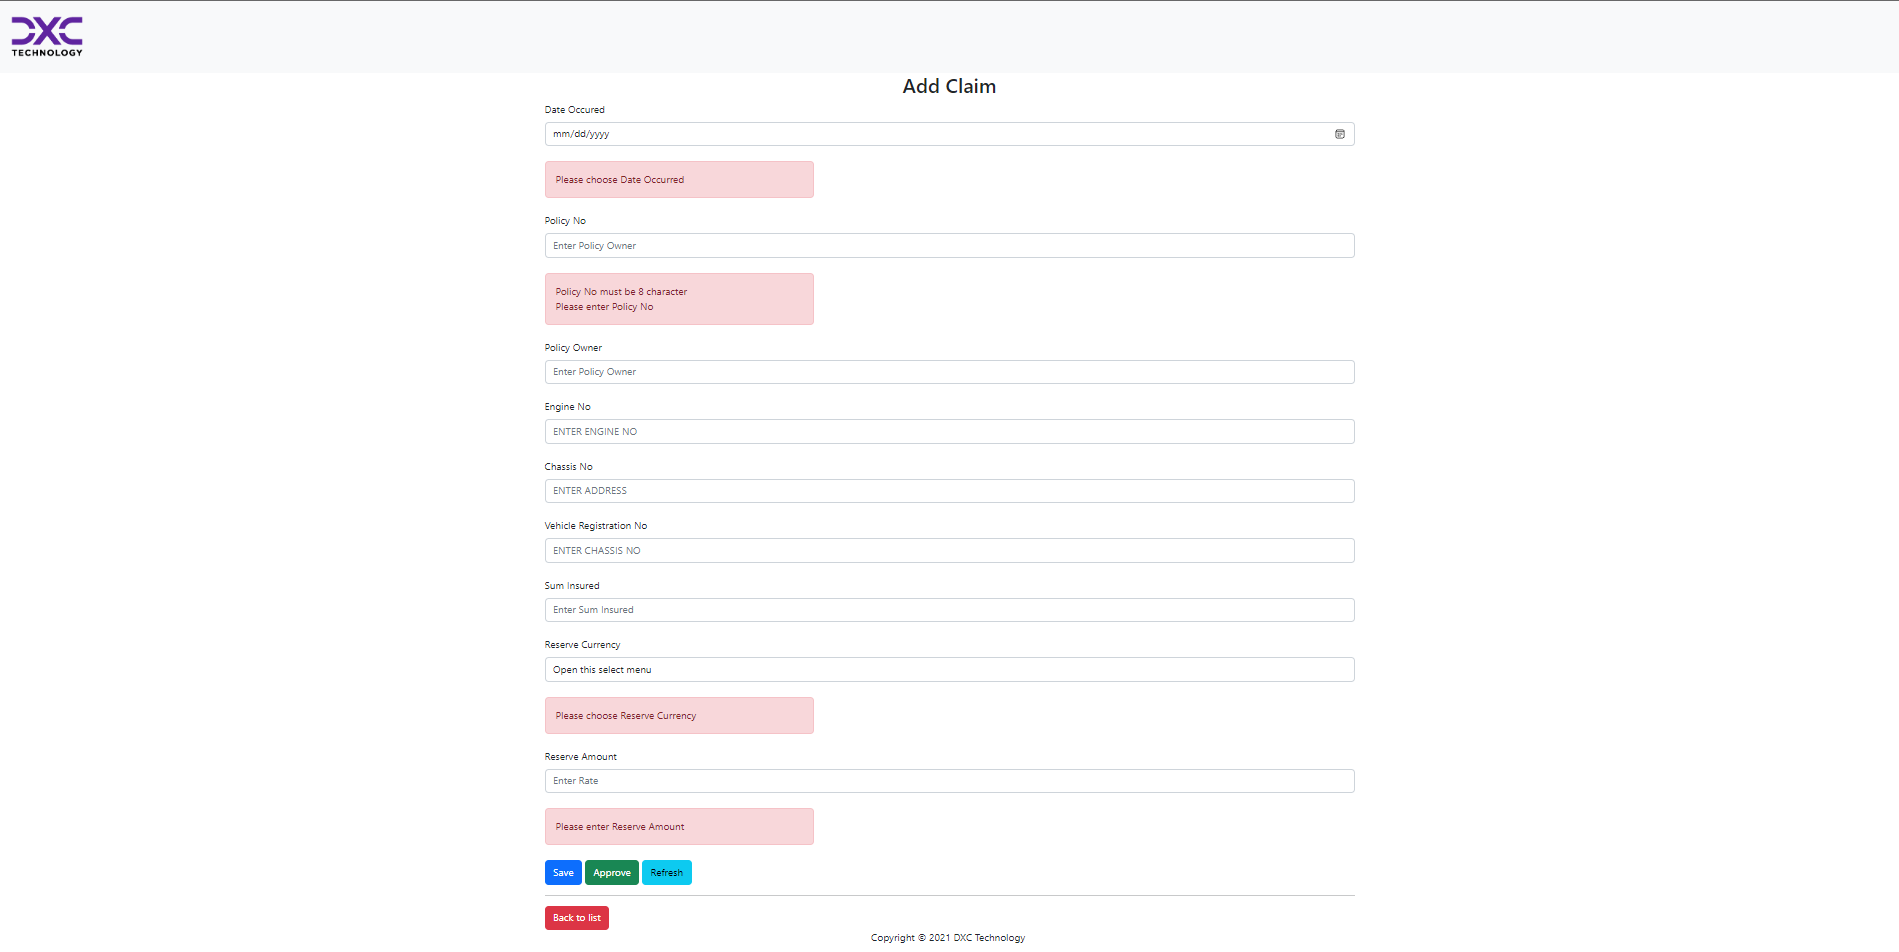 DXC
TECHNOLOGY
Add Claim
Date Occured
mm/dd/yyyy
Please choose Date Occurred
Policy No
Enter Policy Owner
Policy No must be 8 character
Please enter Policy No
Policy Owner
Enter Policy Owner
Engine No
ENTER ENGINE NO
Chassis No
ENTER ADDRESS
Vehicle Registration No
ENTER CHASSIS NO
Sum Insured
Enter Sum Insured
Reserve Currency
Open this select menu
Please choose Reserve Currency
Reserve Amount
Enter Rate
Please enter Reserve Amount
Save Approve Refresh
Back to list
Copyright © 2021 DXC Technology